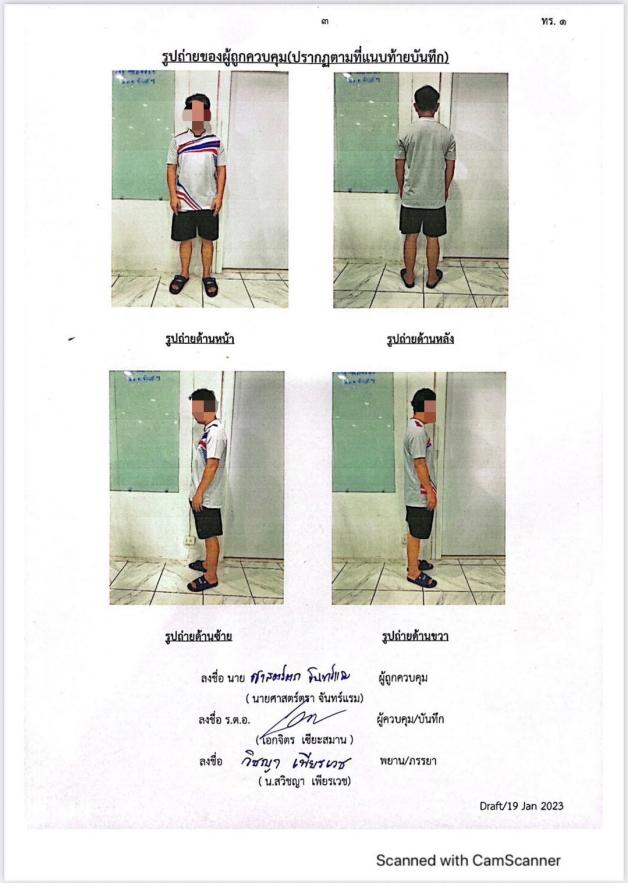 ๓
ทร. ๑
รูปถ่ายของผู้ถูกควบคุม(ปรากฏตามที่แนบท้ายบันทึก)
รูปถ่ายด้านหน้า
รูปถ่ายด้านหลัง
รูปถ่ายด้านซ้าย
รูปถ่ายด้านขวา
ลงชื่อ นาย ศาสตร์ตรา จันทร์แรม ผู้ถูกควบคุม
( นายศาสตร์ตรา จันทร์แรม)
ลงชื่อ ร.ต.อ. ผู้ควบคุม/บันทึก
(เอกจิตร เซียะสมาน )
ลงชื่อ วิชญา เพียรเวช พยาน/ภรรยา
( น.สวิชญา เพียรเวช)
Draft/19 Jan 2023
Scanned with CamScanner